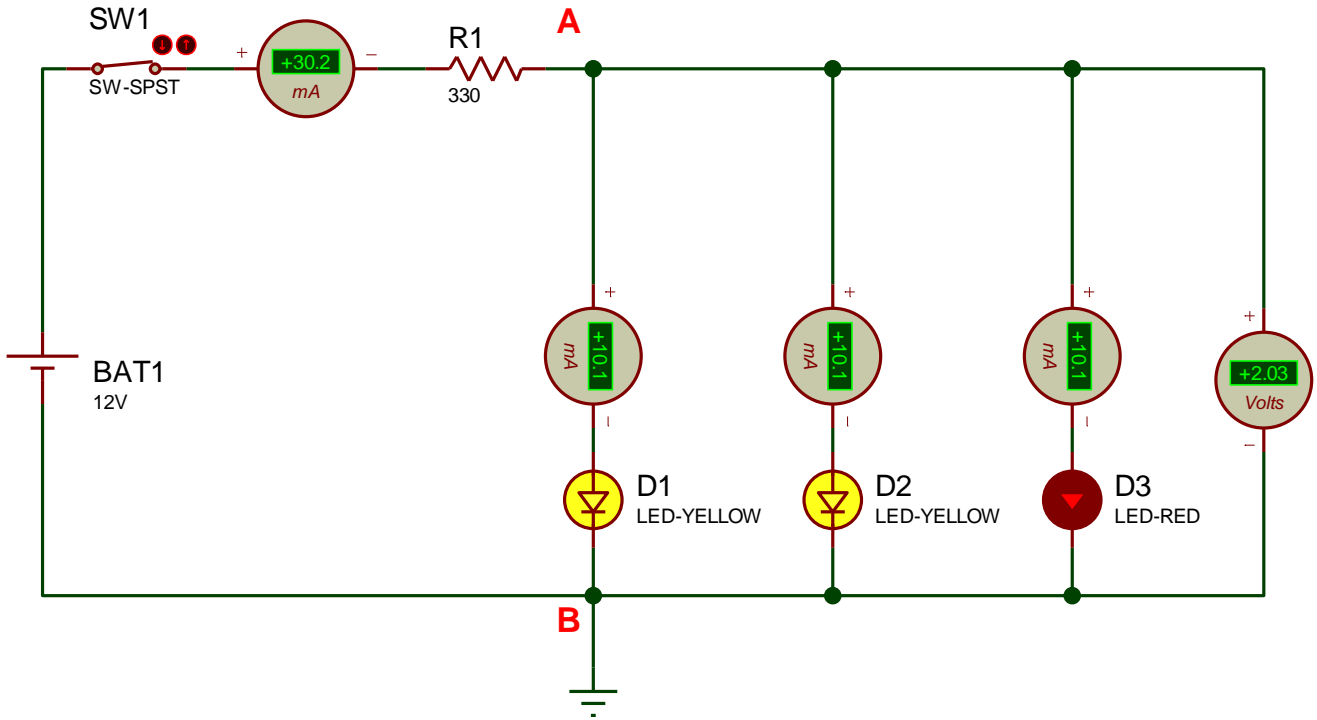 SW1
SW-SPST
+
+30.2
mA
−
R1
330
A
BAT1
12V
+
+10.1
mA
−
+
+10.1
mA
−
+
+10.1
mA
−
+
+2.03
Volts
−
D1
LED-YELLOW
D2
LED-YELLOW
D3
LED-RED
B